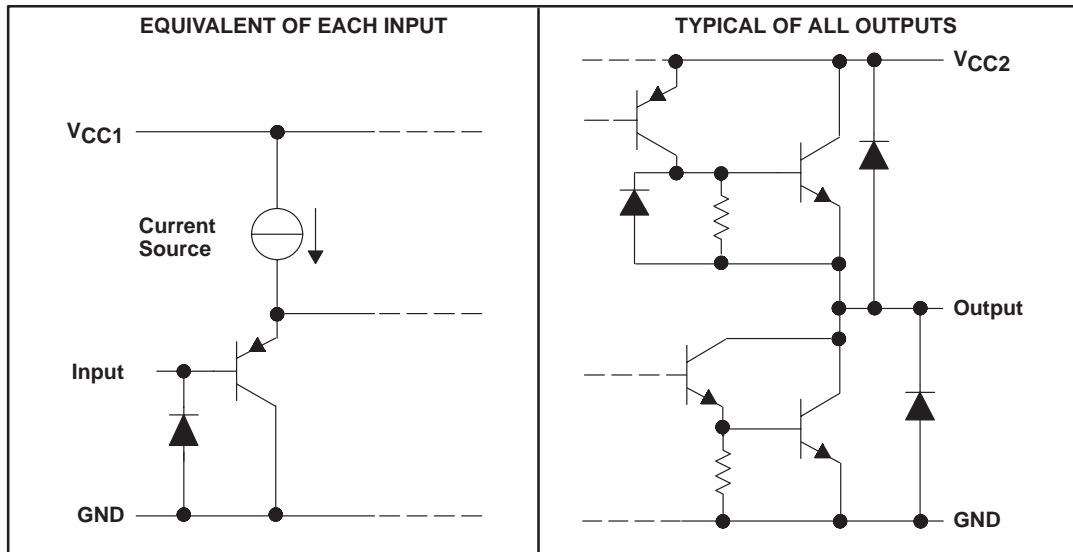 EQUIVALENT OF EACH INPUT
VCC1
Current
Source
Input
GND
TYPICAL OF ALL OUTPUTS
VCC2
Output
GND